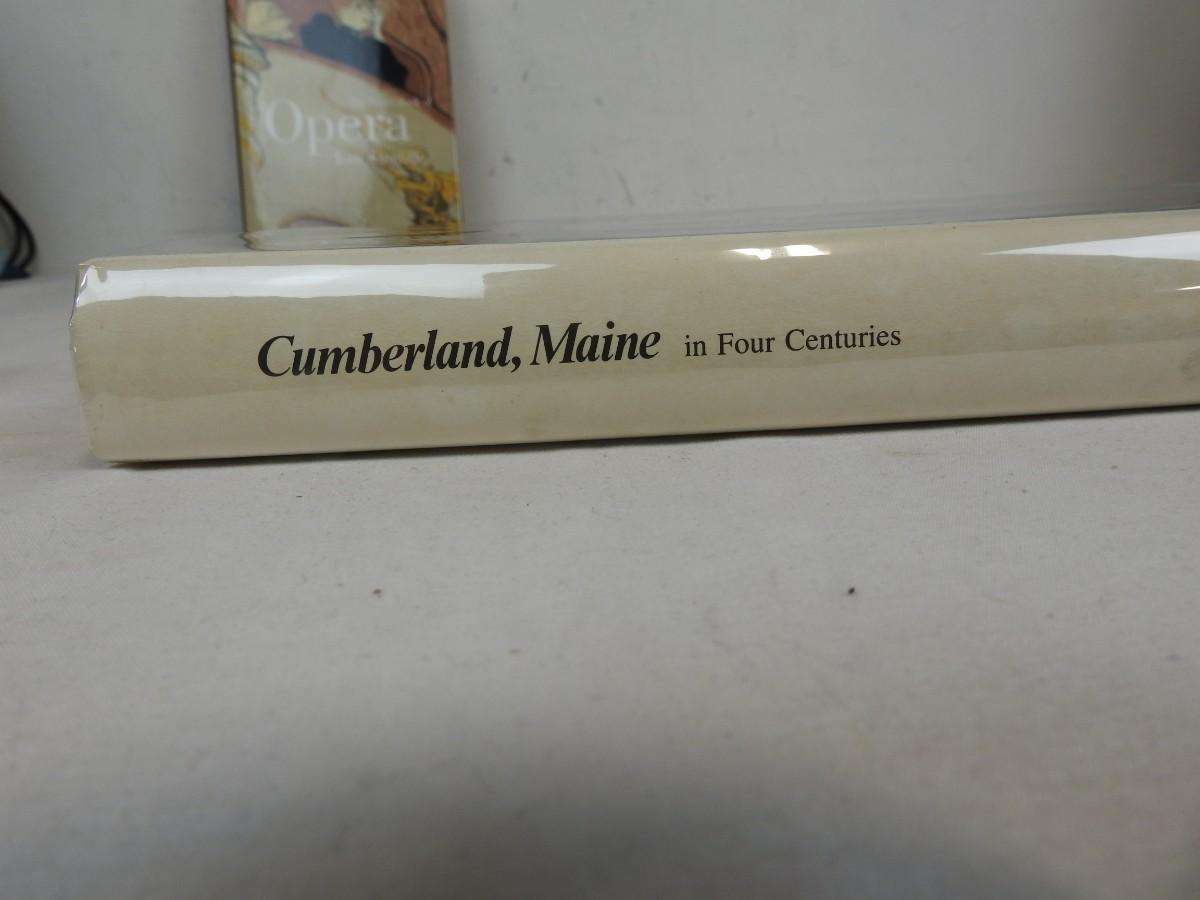 Opera
Cumberland, Maine in Four Centuries